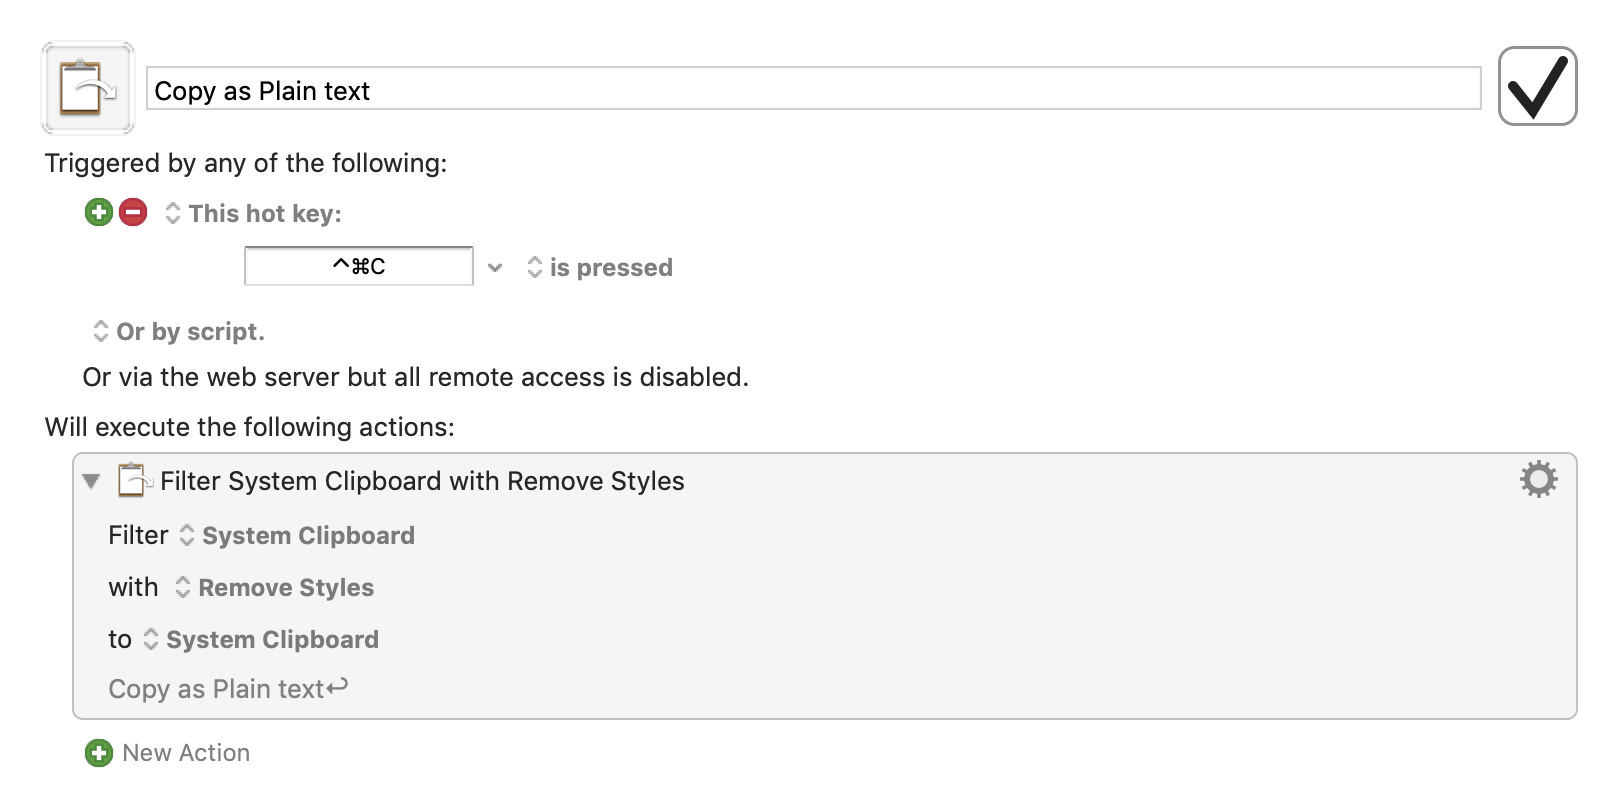 Copy as Plain text
Triggered by any of the following:
This hot key:
^⌘C is pressed
Or by script.
Or via the web server but all remote access is disabled.
Will execute the following actions:
Filter System Clipboard with Remove Styles
Filter System Clipboard
with Remove Styles
to System Clipboard
Copy as Plain text↩
New Action